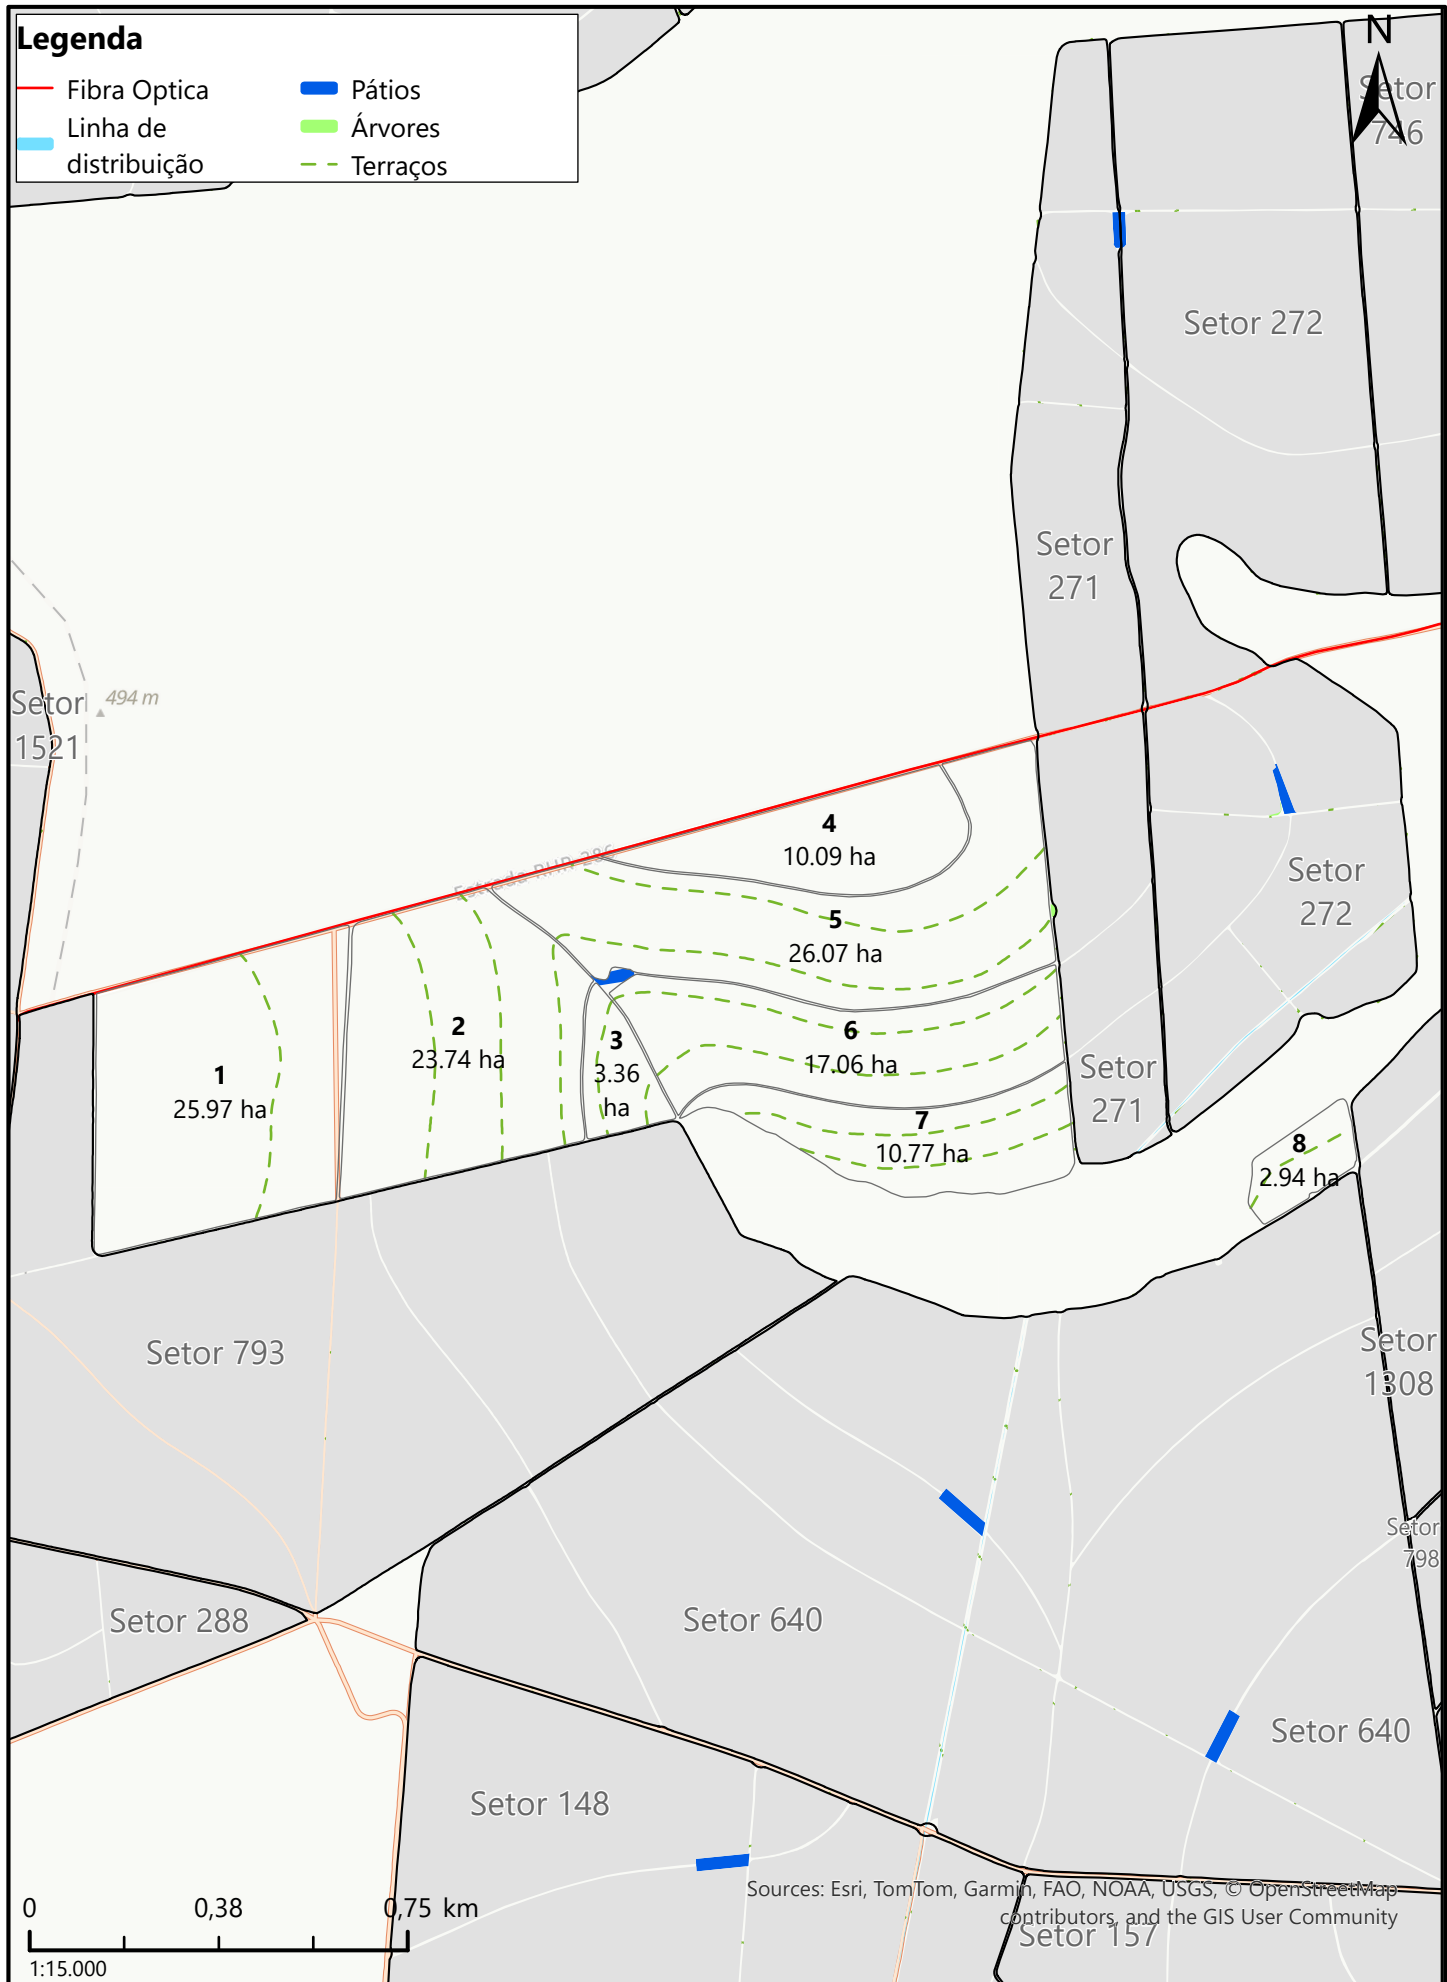 Legenda
Fibra Optica
Linha de
distribuição
Pátios
Árvores
Terraços
N
Setor
746
Setor 272
Setor
271
Setor
1521
494 m
4
10.09 ha
Estrada RHR-286
5
26.07 ha
Setor
272
2
23.74 ha
3
3.36
ha
6
17.06 ha
1
25.97 ha
Setor
271
7
10.77 ha
8
2.94 ha
Setor 793
Setor
1308
Setor
798
Setor 288
Setor 640
Setor 640
Setor 148
Sources: Esri, TomTom, Garmin, FAO, NOAA, USGS, © OpenStreetMap
contributors, and the GIS User Community
Setor 157
0 0,38 0,75 km
1:15.000